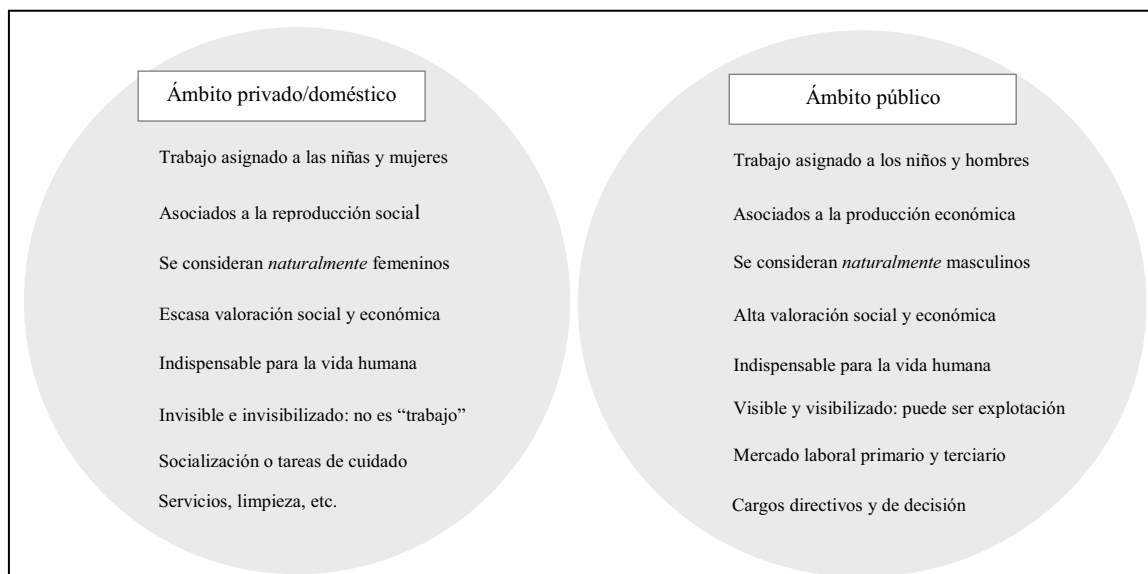 Ámbito privado/doméstico
Trabajo asignado a las niñas y mujeres
Asociados a la reproducción social
Se consideran naturalmente femeninos
Escasa valoración social y económica
Indispensable para la vida humana
Invisible e invisibilizado: no es “trabajo”
Socialización o tareas de cuidado
Servicios, limpieza, etc.
Ámbito público
Trabajo asignado a los niños y hombres
Asociados a la producción económica
Se consideran naturalmente masculinos
Alta valoración social y económica
Indispensable para la vida humana
Visible y visibilizado: puede ser explotación
Mercado laboral primario y terciario
Cargos directivos y de decisión